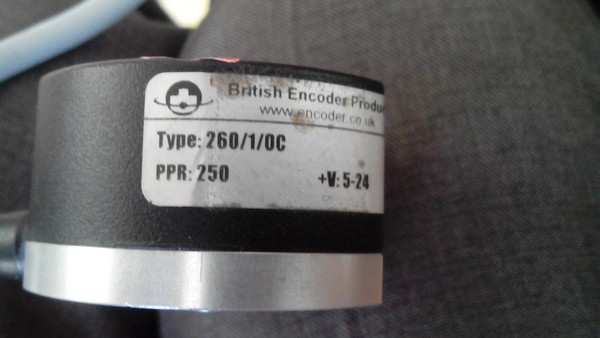 British Encoder Produc
www.encoder.co.uk
Type: 260/1/OC
PPR: 250 +V: 5-24